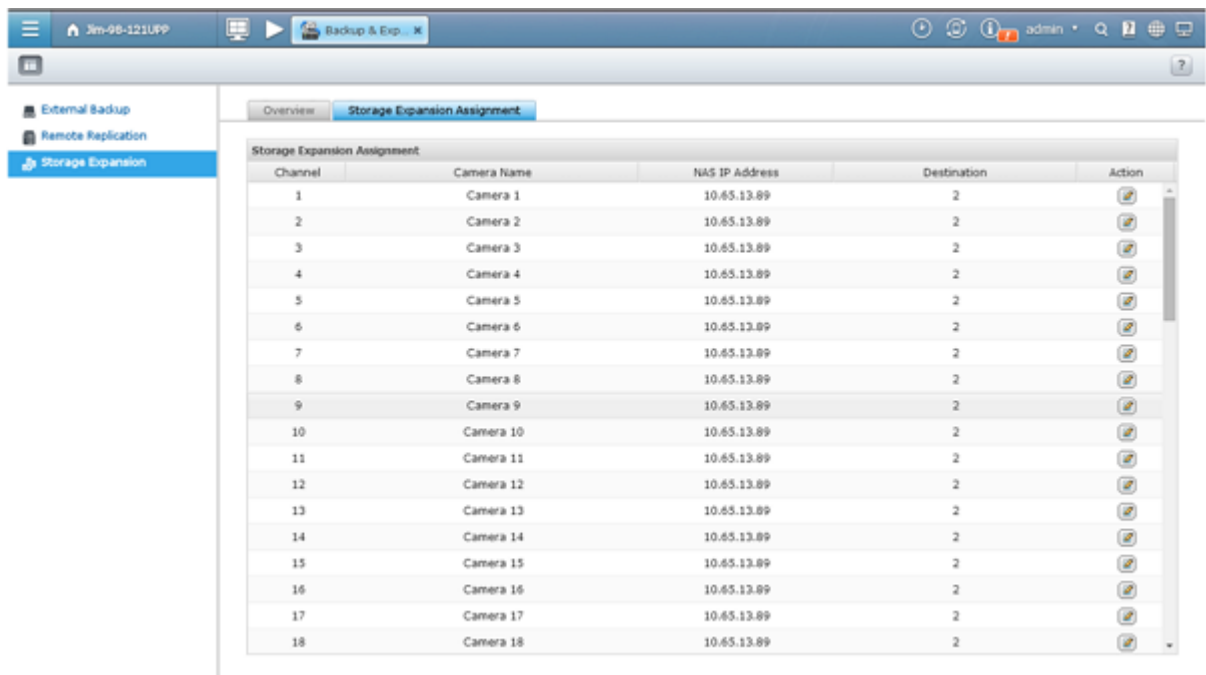 Jim-98-121UPP Backup & Exp... admin
External Backup
Remote Replication
Storage Expansion
Overview Storage Expansion Assignment
Storage Expansion Assignment
Channel Camera Name NAS IP Address Destination Action
1 Camera 1 10.65.13.89 2
2 Camera 2 10.65.13.89 2
3 Camera 3 10.65.13.89 2
4 Camera 4 10.65.13.89 2
5 Camera 5 10.65.13.89 2
6 Camera 6 10.65.13.89 2
7 Camera 7 10.65.13.89 2
8 Camera 8 10.65.13.89 2
9 Camera 9 10.65.13.89 2
10 Camera 10 10.65.13.89 2
11 Camera 11 10.65.13.89 2
12 Camera 12 10.65.13.89 2
13 Camera 13 10.65.13.89 2
14 Camera 14 10.65.13.89 2
15 Camera 15 10.65.13.89 2
16 Camera 16 10.65.13.89 2
17 Camera 17 10.65.13.89 2
18 Camera 18 10.65.13.89 2